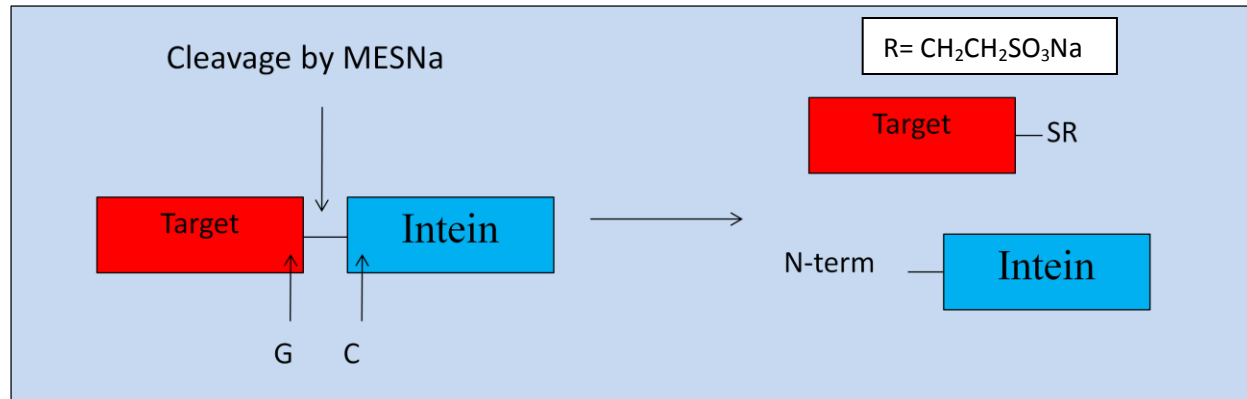 Cleavage by MESNa
R= CH₂CH₂SO₃Na
Target
SR
Target
Intein
N-term
Intein
G
C